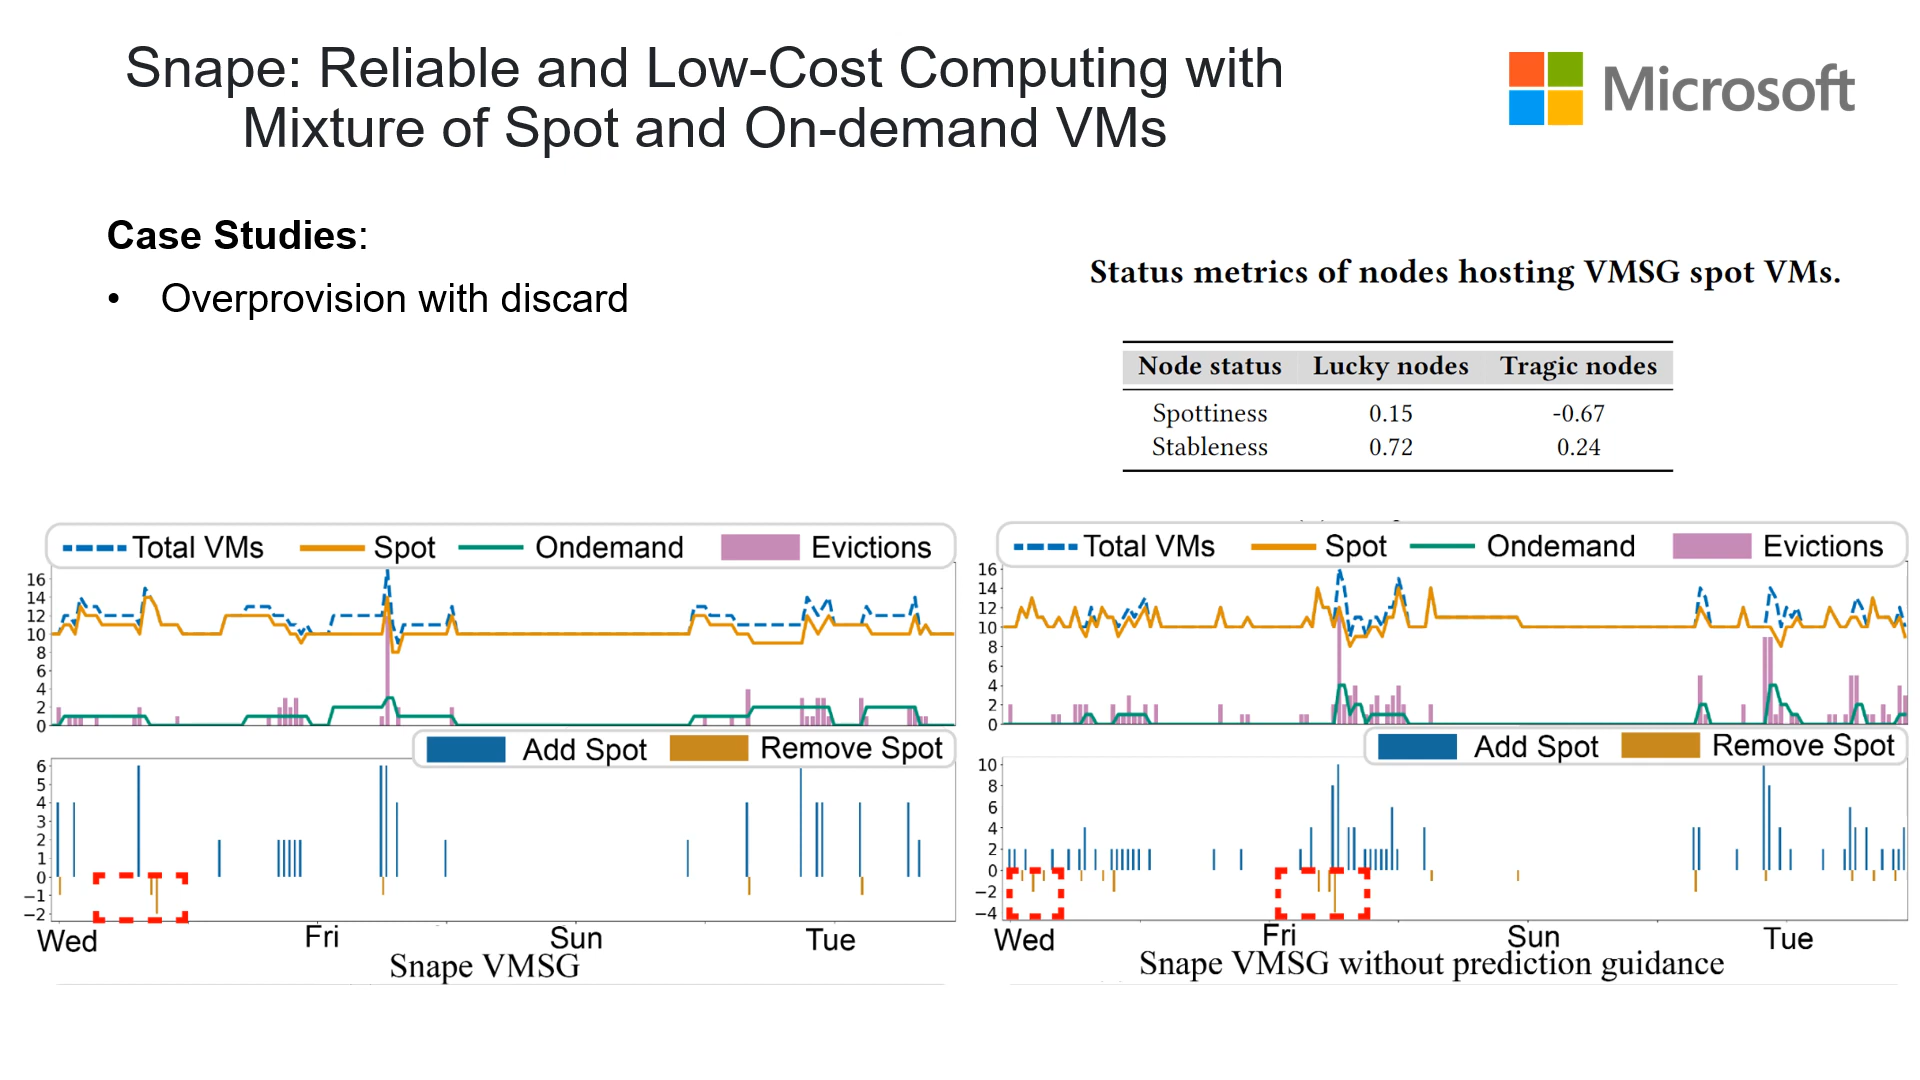 Snape: Reliable and Low-Cost Computing with
Mixture of Spot and On-demand VMs
Microsoft
Case Studies:
• Overprovision with discard
Status metrics of nodes hosting VMSG spot VMs.
Node status Lucky nodes Tragic nodes
Spottiness 0.15 -0.67
Stableness 0.72 0.24
Total VMs Spot Ondemand Evictions
16
14
12
10
8
6
4
2
0
Add Spot Remove Spot
6
5
4
3
2
1
0
−1
−2
Wed Fri Sun Tue
Snape VMSG
Total VMs Spot Ondemand Evictions
16
14
12
10
8
6
4
2
0
Add Spot Remove Spot
10
8
6
4
2
0
−2
−4
Wed Fri Sun Tue
Snape VMSG without prediction guidance